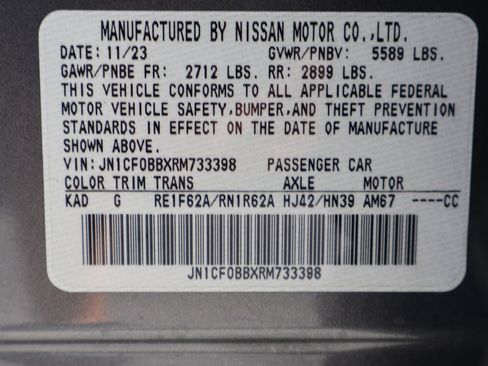 MANUFACTURED BY NISSAN MOTOR CO.,LTD.
DATE: 11/23 GVWR/PNBV: 5589 LBS.
GAWR/PNBE FR: 2712 LBS. RR: 2899 LBS.
THIS VEHICLE CONFORMS TO ALL APPLICABLE FEDERAL
MOTOR VEHICLE SAFETY,BUMPER,AND THEFT PREVENTION
STANDARDS IN EFFECT ON THE DATE OF MANUFACTURE
SHOWN ABOVE.
VIN: JN1CF0BBXRM733398 PASSENGER CAR
COLOR TRIM TRANS AXLE MOTOR
KAD G RE1F62A/RN1R62A HJ42/HN39 AM67 ----CC
JN1CF0BBXRM733398